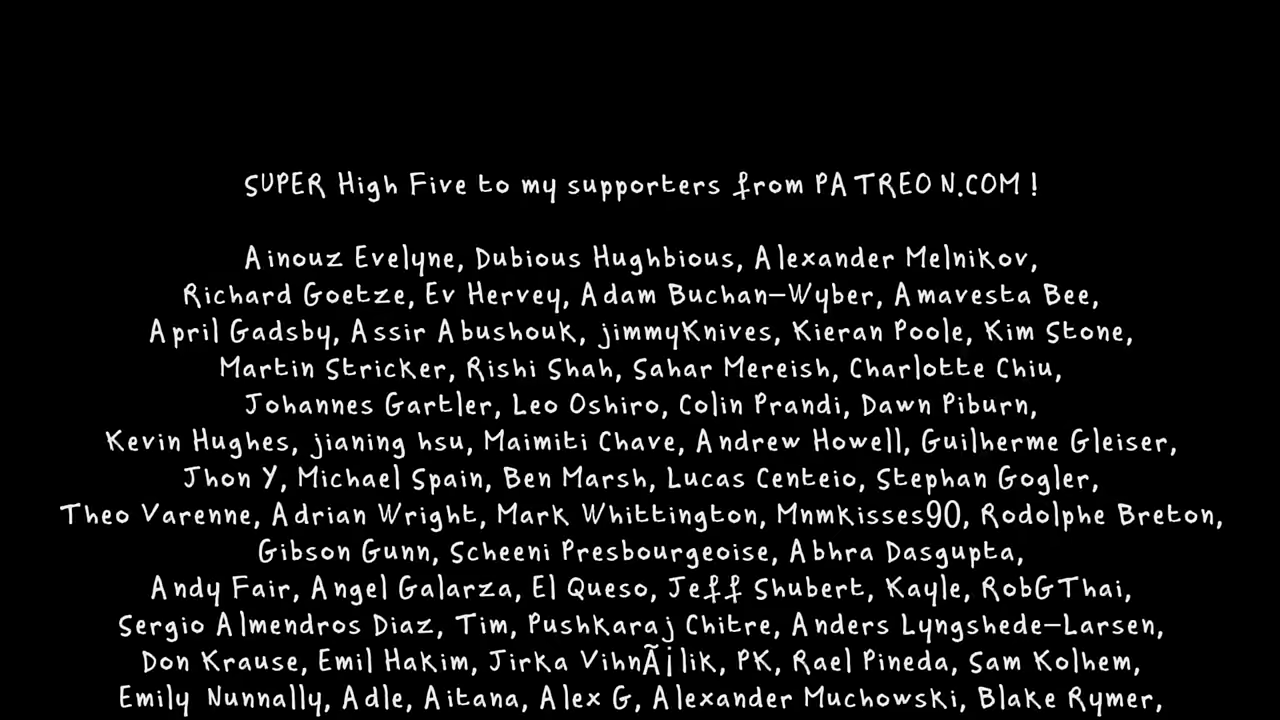 SUPER High Five to my supporters from PATREON.COM !
Ainouz Evelyne, Dubious Hughbious, Alexander Melnikov,
Richard Goetze, Ev Hervey, Adam Buchan-Wyber, Amavesta Bee,
April Gadsby, Assir Abushouk, jimmyKnives, Kieran Poole, Kim Stone,
Martin Stricker, Rishi Shah, Sahar Mereish, Charlotte Chiu,
Johannes Gartler, Leo Oshiro, Colin Prandi, Dawn Piburn,
Kevin Hughes, jianing hsu, Maimiti Chave, Andrew Howell, Guilherme Gleiser,
Jhon Y, Michael Spain, Ben Marsh, Lucas Centeio, Stephan Gogler,
Theo Varenne, Adrian Wright, Mark Whittington, Mnmkisses90, Rodolphe Breton,
Gibson Gunn, Scheeni Presbourgeoise, Abhra Dasgupta,
Andy Fair, Angel Galarza, El Queso, Jeff Shubert, Kayle, RobGThai,
Sergio Almendros Diaz, Tim, Pushkaraj Chitre, Anders Lyngshede-Larsen,
Don Krause, Emil Hakim, Jirka VihnÃ¡lik, PK, Rael Pineda, Sam Kolhem,
Emily Nunnally, Adle, Aitana, Alex G, Alexander Muchowski, Blake Rymer,